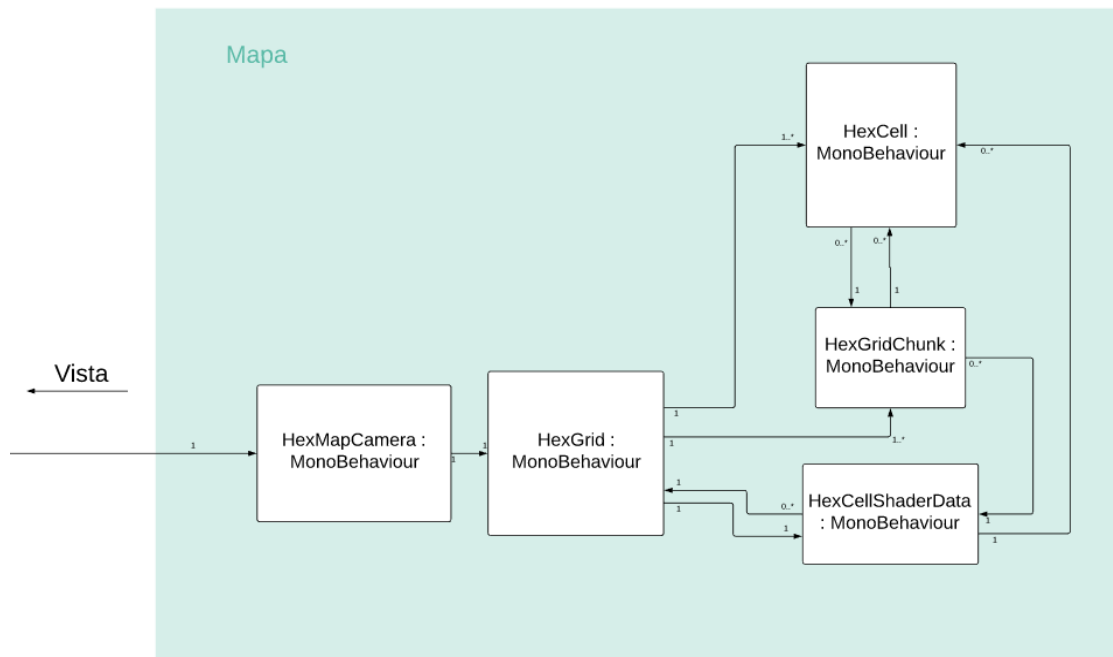 Mapa
HexCell :
MonoBehaviour
1..*
0..*
0..*
0..*
1
1
HexGridChunk :
MonoBehaviour
0..*
Vista
1
HexMapCamera :
MonoBehaviour
1
1
HexGrid :
MonoBehaviour
1
1
1..*
1
1
0..*
1
HexCellShaderData
: MonoBehaviour
1
1